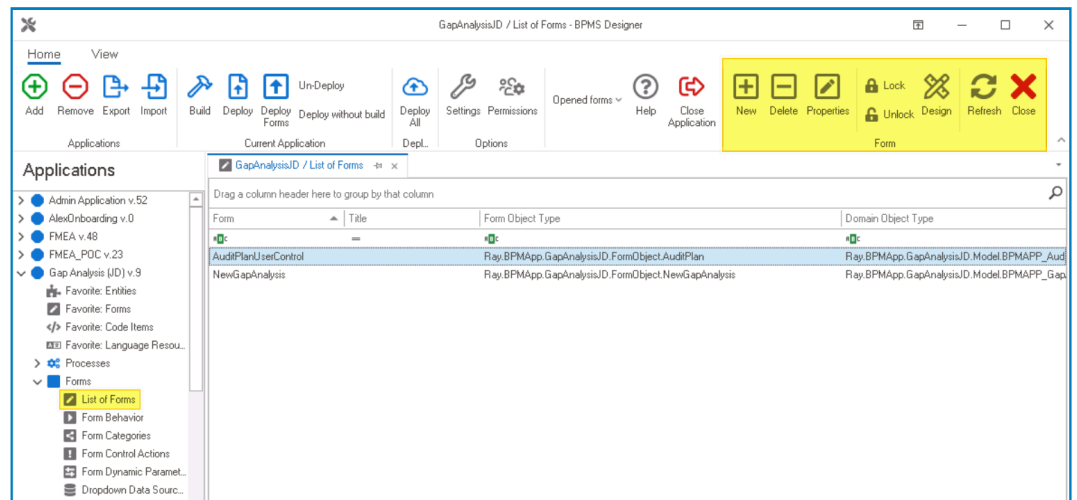 GapAnalysisJD / List of Forms - BPMS Designer
Home View
Add Remove Export Import
Applications
Build Deploy Deploy Forms Un-Deploy Deploy without build
Current Application
Deploy All
Depl...
Settings Permissions
Options
Opened forms
Help Close Application
New Delete Properties Lock Unlock Design Refresh Close
Form
Applications
Admin Application v.52
AlexOnboarding v.0
FMEA v.48
FMEA_POC v.23
Gap Analysis (JD) v.9
Favorite: Entities
Favorite: Forms
</> Favorite: Code Items
Favorite: Language Resou...
Processes
Forms
List of Forms
Form Behavior
Form Categories
Form Control Actions
Form Dynamic Paramet...
Dropdown Data Sourc...
GapAnalysisJD / List of Forms
Drag a column header here to group by that column
Form Title Form Object Type Domain Object Type
AuditPlanUserControl Ray.BPMApp.GapAnalysisJD.FormObject.AuditPlan Ray.BPMApp.GapAnalysisJD.Model.BPMAPP_Aud
NewGapAnalysis Ray.BPMApp.GapAnalysisJD.FormObject.NewGapAnalysis Ray.BPMApp.GapAnalysisJD.Model.BPMAPP_Gap